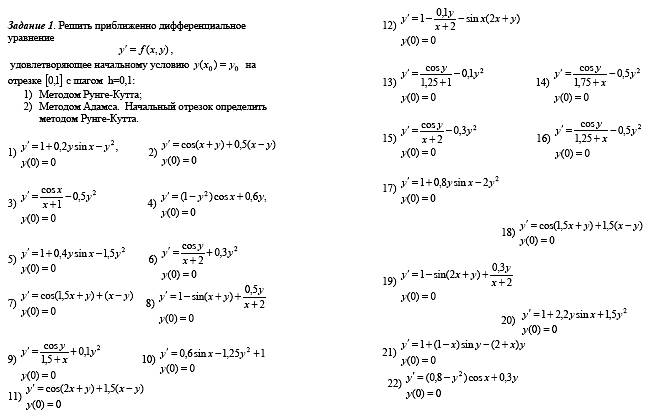 Задание 1. Решить приближенно дифференциальное
уравнение
y' = f(x, y),
удовлетворяющее начальному условию y(x₀) = y₀ на
отрезке [0,1] с шагом h=0,1:
1) Методом Рунге-Кутта;
2) Методом Адамса. Начальный отрезок определить
методом Рунге-Кутта.
1) y' = 1+0,2y sin x − y²,
y(0) = 0
2) y' = cos(x+y)+0,5(x−y)
y(0) = 0
3) y' = cos x/(x+1) −0,5y²
y(0) = 0
4) y' = (1−y²)cos x+0,6y,
y(0) = 0
5) y' = 1+0,4y sin x −1,5y²
y(0) = 0
6) y' = cos y/(x+2) +0,3y²
y(0) = 0
7) y' = cos(1,5x+y)+(x−y)
y(0) = 0
8) y' = 1−sin(x+y)+ 0,5y/(x+2)
y(0) = 0
9) y' = cos y/(1,5+x) +0,1y²
y(0) = 0
10) y' = 0,6sin x −1,25y² +1
y(0) = 0
11) y' = cos(2x+y)+1,5(x−y)
y(0) = 0
12) y' = 1− 0,1y/(x+2) −sin x(2x+y)
y(0) = 0
13) y' = cos y/(1,25+1) −0,1y²
y(0) = 0
14) y' = cos y/(1,75+x) −0,5y²
y(0) = 0
15) y' = cos y/(x+2) −0,3y²
y(0) = 0
16) y' = cos y/(1,25+x) −0,5y²
y(0) = 0
17) y' = 1+0,8y sin x −2y²
y(0) = 0
18) y' = cos(1,5x+y)+1,5(x−y)
y(0) = 0
19) y' = 1−sin(2x+y)+ 0,3y/(x+2)
y(0) = 0
20) y' = 1+2,2y sin x +1,5y²
y(0) = 0
21) y' = 1+(1−x)sin y −(2+x)y
y(0) = 0
22) y' = (0,8−y²)cos x+0,3y
y(0) = 0